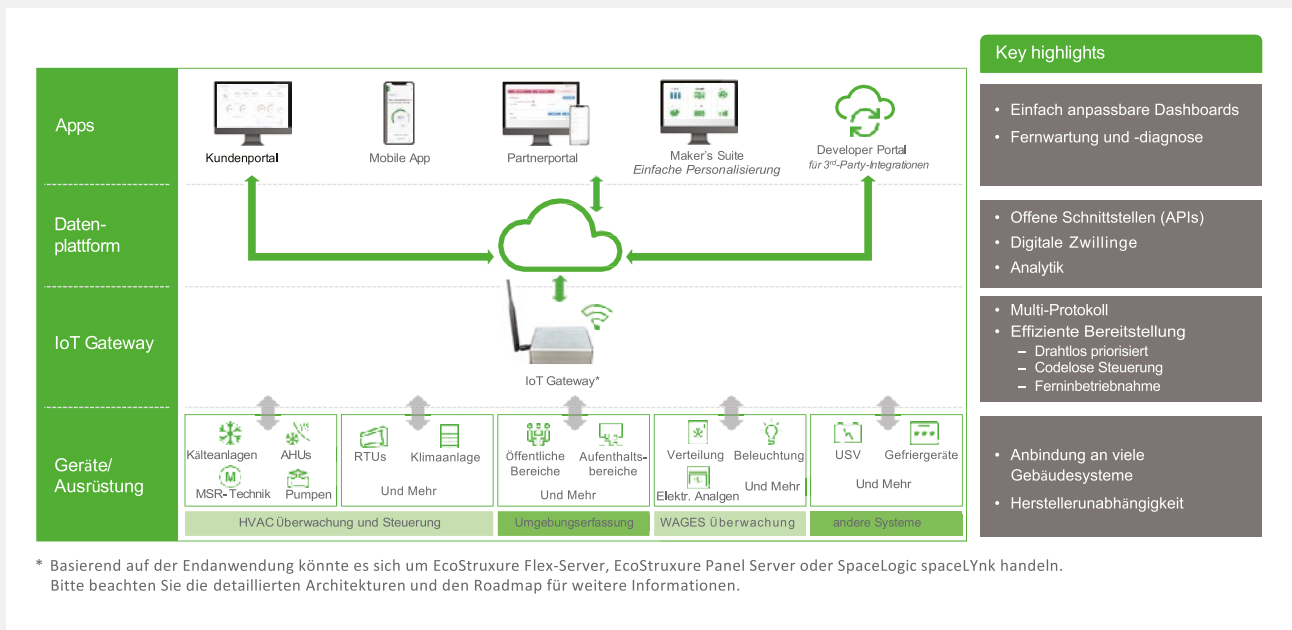 Key highlights
Apps
Kundenportal
Mobile App
Partnerportal
Maker's Suite
Einfache Personalisierung
Developer Portal
für 3rd-Party-Integrationen
• Einfach anpassbare Dashboards
• Fernwartung und -diagnose
Daten-
plattform
• Offene Schnittstellen (APIs)
• Digitale Zwillinge
• Analytik
IoT Gateway
IoT Gateway*
• Multi-Protokoll
• Effiziente Bereitstellung
– Drahtlos priorisiert
– Codelose Steuerung
– Ferninbetriebnahme
Geräte/
Ausrüstung
Kälteanlagen
AHUs
M
MSR-Technik
Pumpen
RTUs
Klimaanlage
Und Mehr
HVAC Überwachung und Steuerung
Öffentliche
Bereiche
Aufenthalts-
bereiche
Und Mehr
Umgebungserfassung
Verteilung
Beleuchtung
Elektr. Analgen
Und Mehr
WAGES Überwachung
USV
Gefriergeräte
Und Mehr
andere Systeme
• Anbindung an viele
Gebäudesysteme
• Herstellerunabhängigkeit
* Basierend auf der Endanwendung könnte es sich um EcoStruxure Flex-Server, EcoStruxure Panel Server oder SpaceLogic spaceLYnk handeln.
Bitte beachten Sie die detaillierten Architekturen und den Roadmap für weitere Informationen.